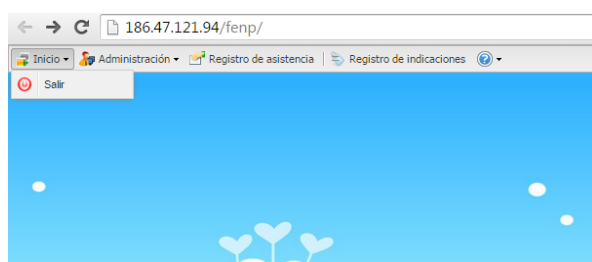 186.47.121.94/fenp/
Inicio Administración Registro de asistencia Registro de indicaciones
Salir